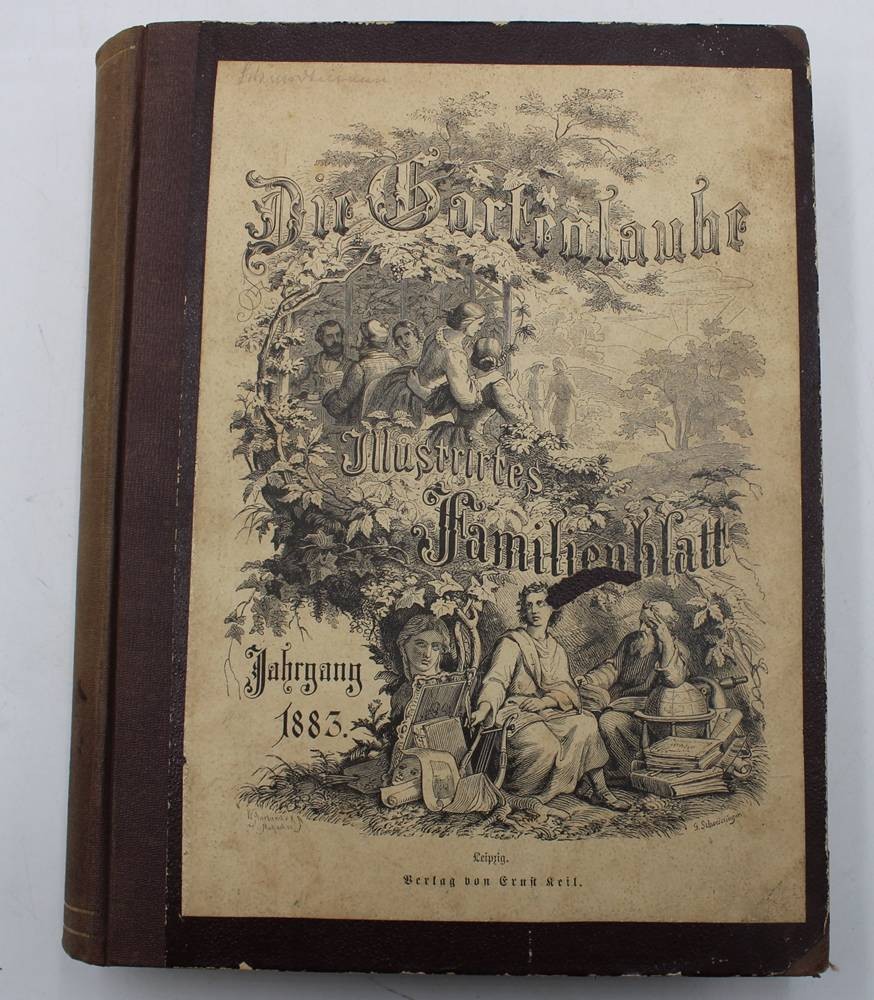 Die Gartenlaube
Illustrirtes
Familienblatt
Jahrgang
1883.
Leipzig.
Verlag von Ernst Keil.